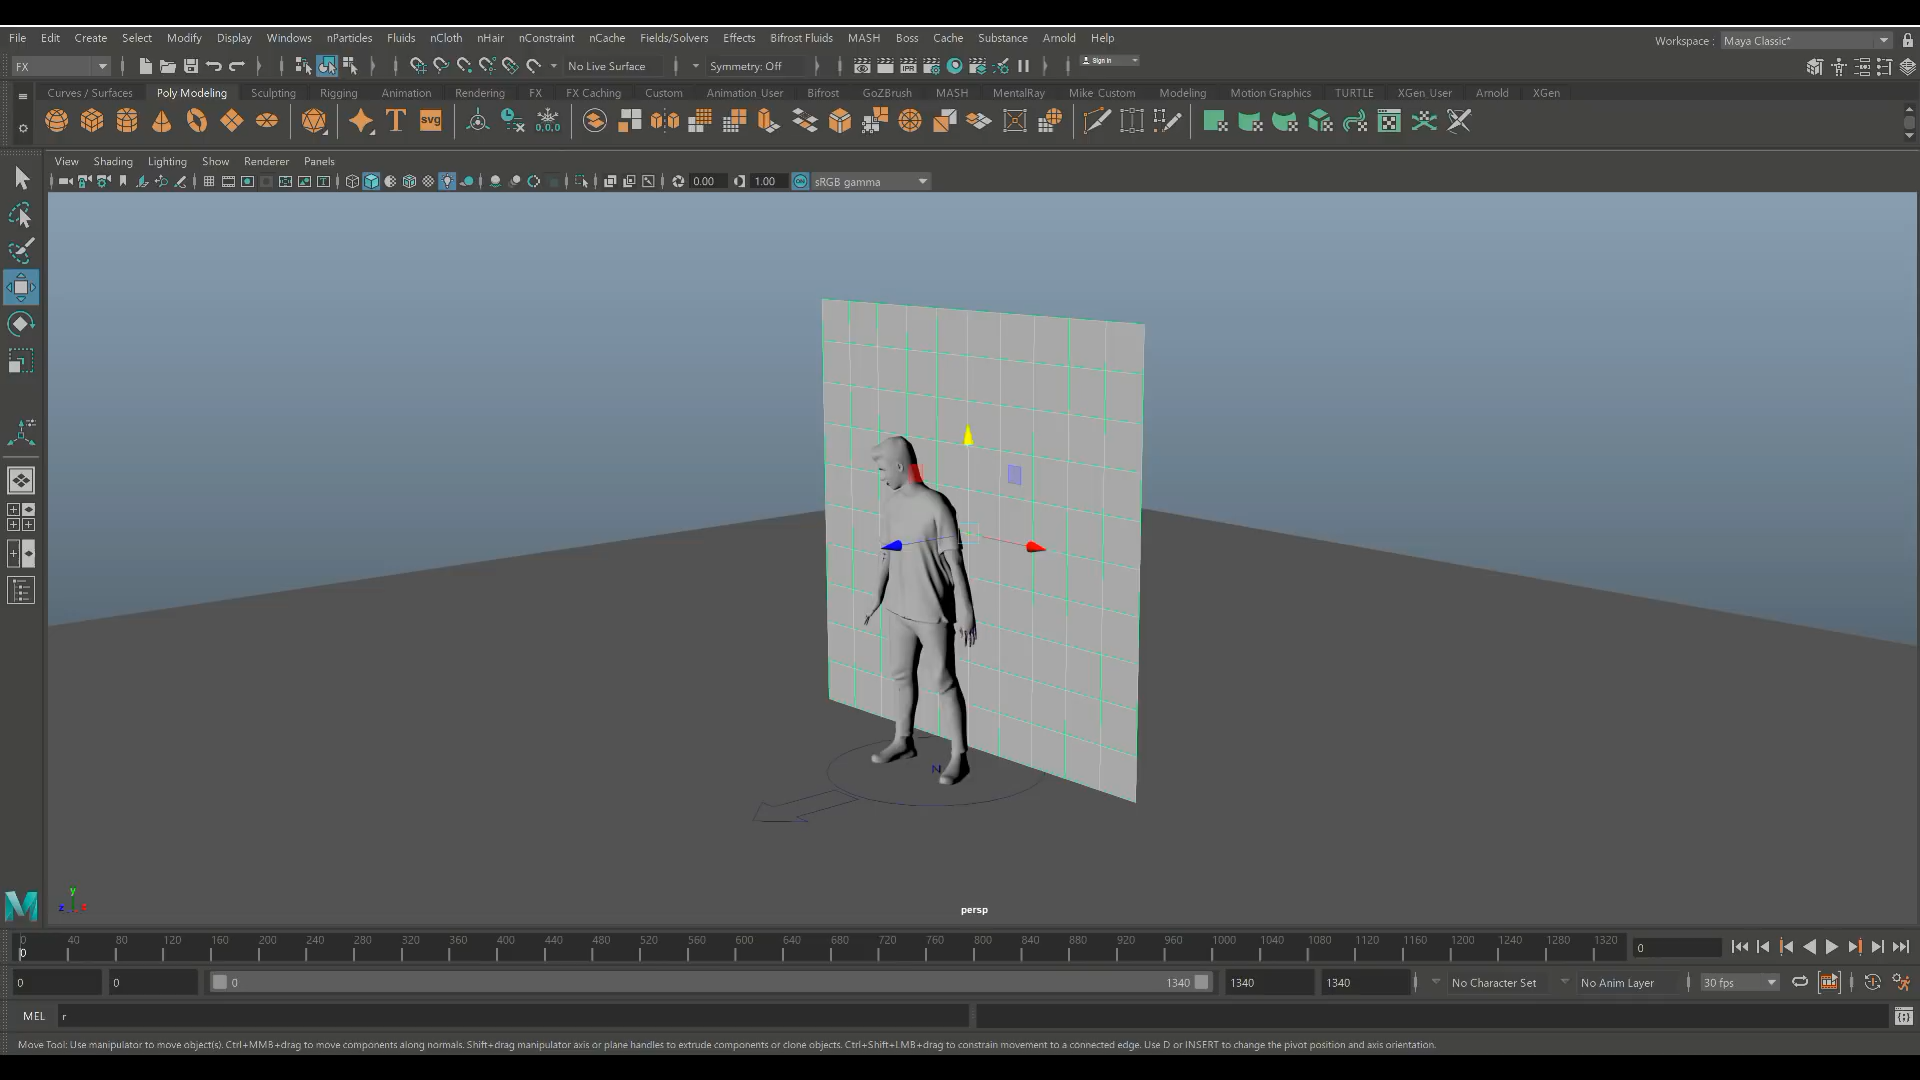 File Edit Create Select Modify Display Windows nParticles Fluids nCloth nHair nConstraint nCache Fields/Solvers Effects Bifrost Fluids MASH Boss Cache Substance Arnold Help Workspace : Maya Classic*
FX No Live Surface Symmetry: Off Sign In
Curves / Surfaces Poly Modeling Sculpting Rigging Animation Rendering FX FX Caching Custom Animation User Bifrost GoZBrush MASH MentalRay Mike Custom Modeling Motion Graphics TURTLE XGen User Arnold XGen
T svg 0,0,0 IPR
View Shading Lighting Show Renderer Panels
0.00 1.00 ON sRGB gamma
N
y
z x
persp
0 40 80 120 160 200 240 280 320 360 400 440 480 520 560 600 640 680 720 760 800 840 880 920 960 1000 1040 1080 1120 1160 1200 1240 1280 1320
0 0
0 0 0 1340 1340 1340 No Character Set No Anim Layer 30 fps
MEL r
Move Tool: Use manipulator to move object(s). Ctrl+MMB+drag to move components along normals. Shift+drag manipulator axis or plane handles to extrude components or clone objects. Ctrl+Shift+LMB+drag to constrain movement to a connected edge. Use D or INSERT to change the pivot position and axis orientation.